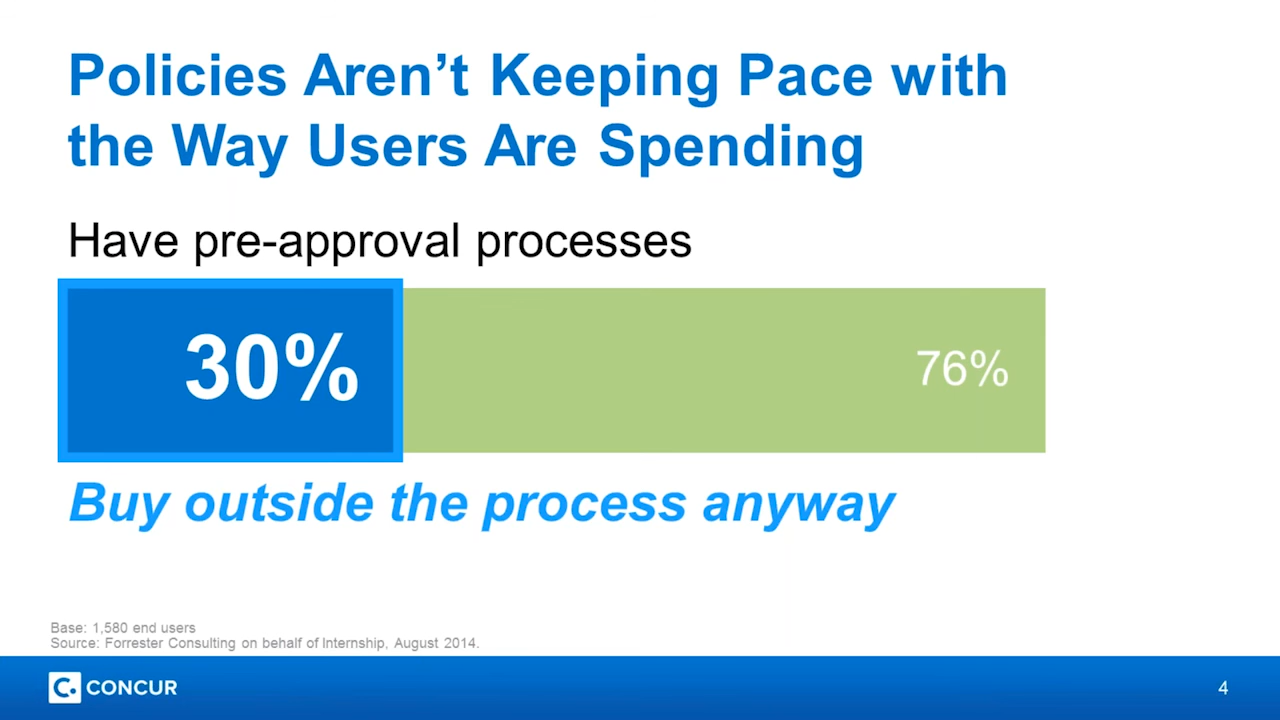 Policies Aren’t Keeping Pace with
the Way Users Are Spending
Have pre-approval processes
30%
76%
Buy outside the process anyway
Base: 1,580 end users
Source: Forrester Consulting on behalf of Internship, August 2014.
C. CONCUR
4